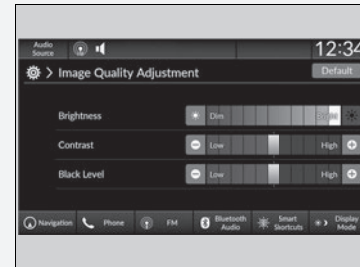 Audio
Source
12:34
> Image Quality Adjustment
Default
Brightness
Dim
Contrast
Low
High
Black Level
Low
High
Navigation
Phone
FM
Bluetooth
Audio
Smart
Shortcuts
Display
Mode